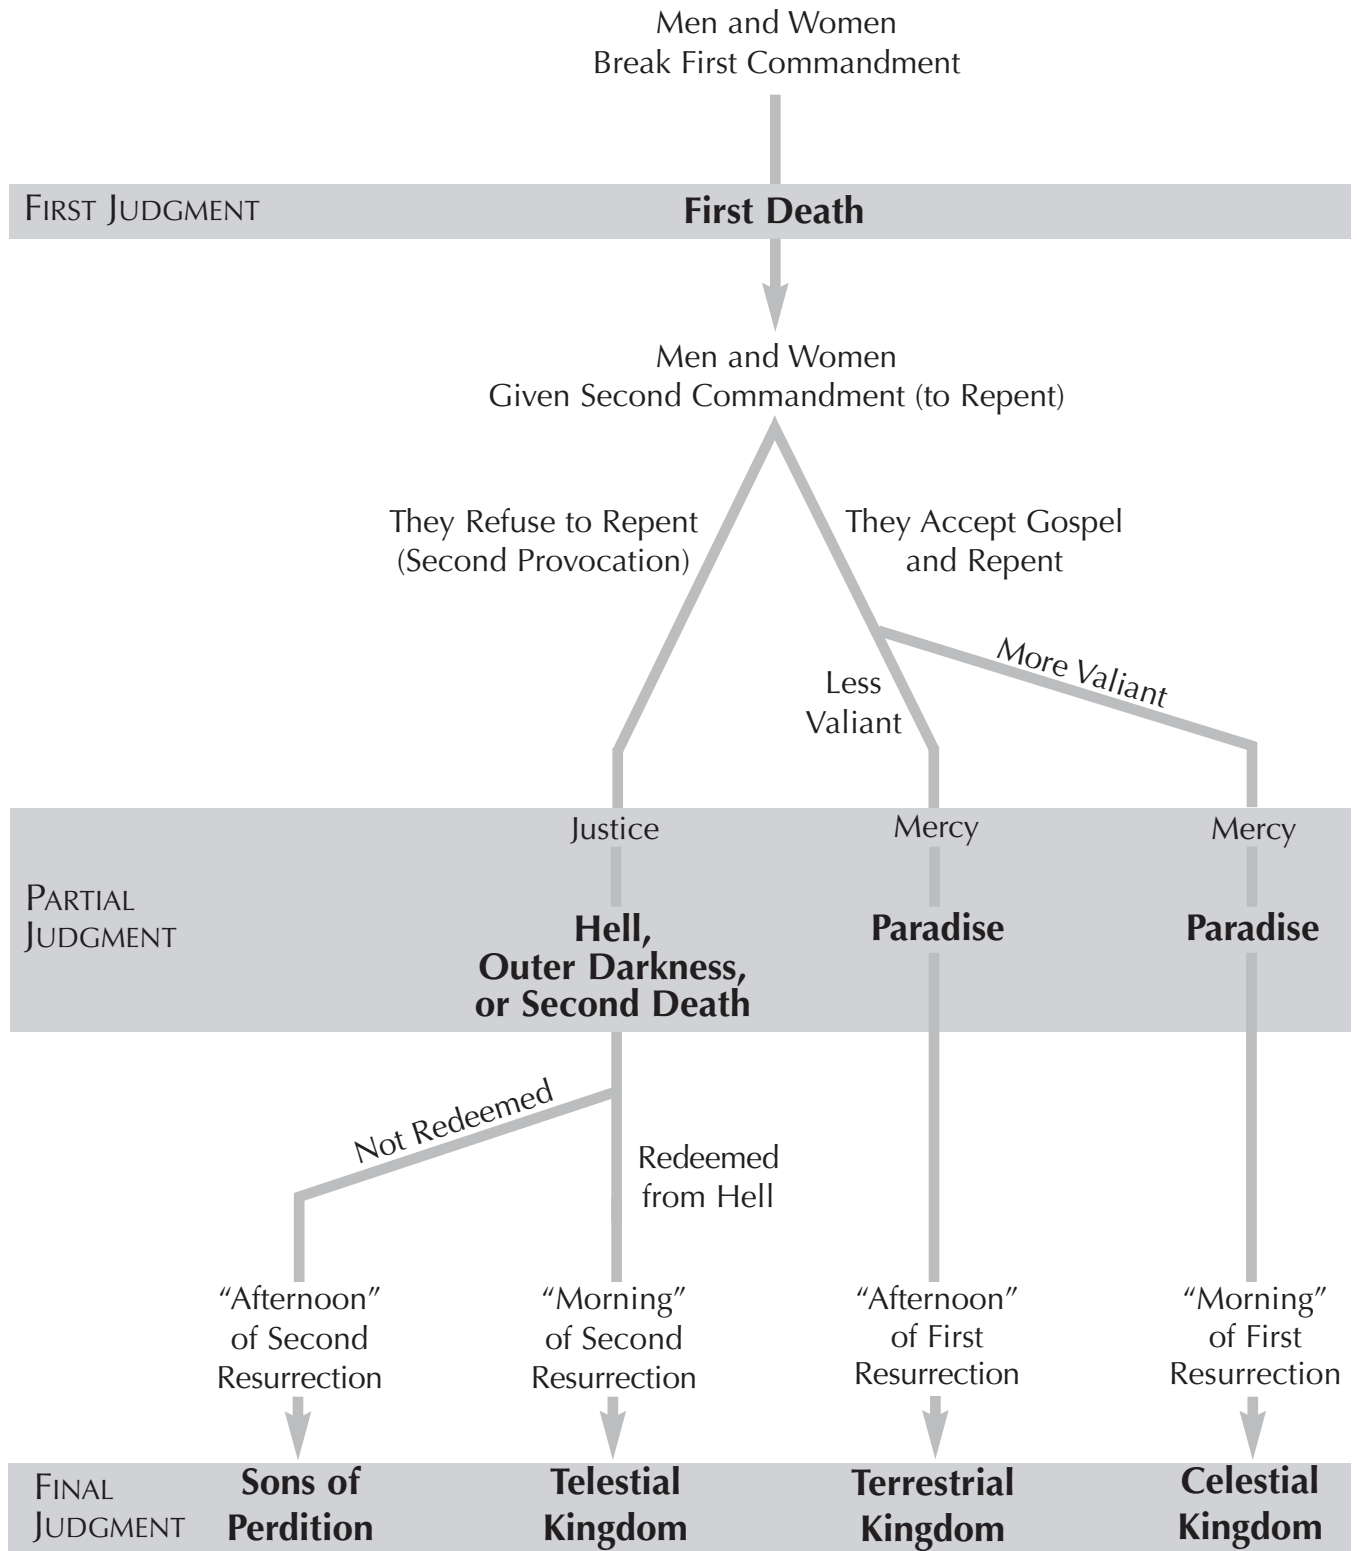 Men and Women
Break First Commandment
FIRST JUDGMENT
First Death
Men and Women
Given Second Commandment (to Repent)
They Refuse to Repent
(Second Provocation)
They Accept Gospel
and Repent
More Valiant
Less
Valiant
Justice
Mercy
Mercy
PARTIAL
JUDGMENT
Hell,
Outer Darkness,
or Second Death
Paradise
Paradise
Not Redeemed
Redeemed
from Hell
“Afternoon”
of Second
Resurrection
“Morning”
of Second
Resurrection
“Afternoon”
of First
Resurrection
“Morning”
of First
Resurrection
FINAL
JUDGMENT
Sons of
Perdition
Telestial
Kingdom
Terrestrial
Kingdom
Celestial
Kingdom